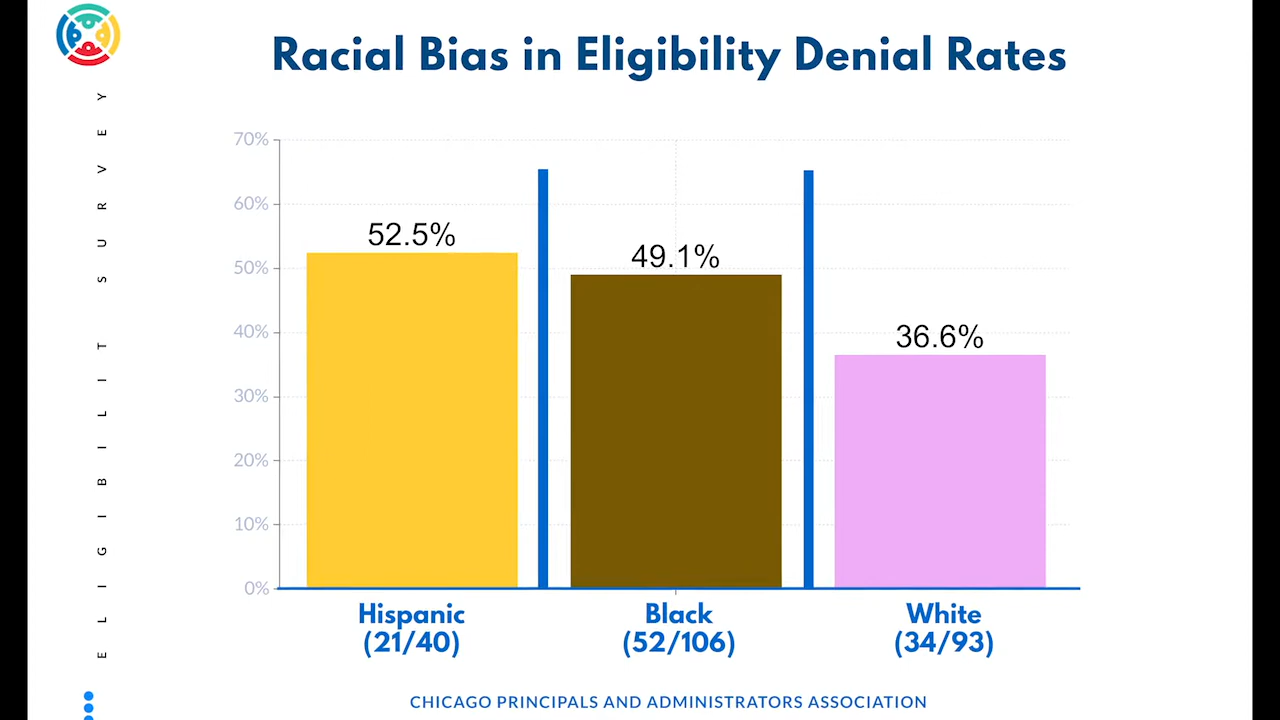 Racial Bias in Eligibility Denial Rates
ELIGIBILIT SURVEY
70%
60%
50%
40%
30%
20%
10%
0%
52.5%
49.1%
36.6%
Hispanic
(21/40)
Black
(52/106)
White
(34/93)
CHICAGO PRINCIPALS AND ADMINISTRATORS ASSOCIATION